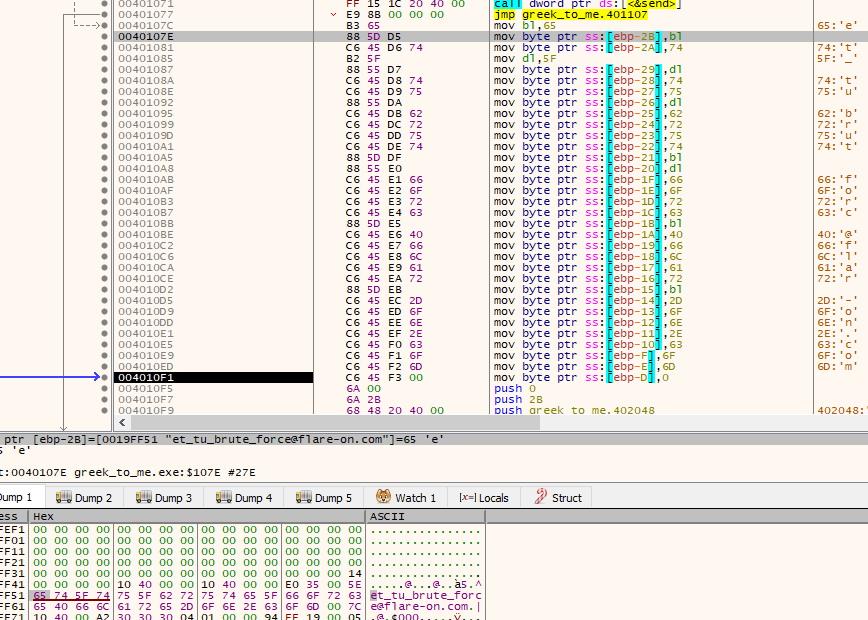 00401071 FF 15 1C 20 40 00 call dword ptr ds:[<&send>]
00401077 E9 8B 00 00 00 jmp greek_to_me.401107
0040107C B3 65 mov bl,65 65:'e'
0040107E 88 5D D5 mov byte ptr ss:[ebp-2B],bl
00401081 C6 45 D6 74 mov byte ptr ss:[ebp-2A],74 74:'t'
00401085 B2 5F mov dl,5F 5F:'_'
00401087 88 55 D7 mov byte ptr ss:[ebp-29],dl
0040108A C6 45 D8 74 mov byte ptr ss:[ebp-28],74 74:'t'
0040108E C6 45 D9 75 mov byte ptr ss:[ebp-27],75 75:'u'
00401092 88 55 DA mov byte ptr ss:[ebp-26],dl
00401095 C6 45 DB 62 mov byte ptr ss:[ebp-25],62 62:'b'
00401099 C6 45 DC 72 mov byte ptr ss:[ebp-24],72 72:'r'
0040109D C6 45 DD 75 mov byte ptr ss:[ebp-23],75 75:'u'
004010A1 C6 45 DE 74 mov byte ptr ss:[ebp-22],74 74:'t'
004010A5 88 5D DF mov byte ptr ss:[ebp-21],bl
004010A8 88 55 E0 mov byte ptr ss:[ebp-20],dl
004010AB C6 45 E1 66 mov byte ptr ss:[ebp-1F],66 66:'f'
004010AF C6 45 E2 6F mov byte ptr ss:[ebp-1E],6F 6F:'o'
004010B3 C6 45 E3 72 mov byte ptr ss:[ebp-1D],72 72:'r'
004010B7 C6 45 E4 63 mov byte ptr ss:[ebp-1C],63 63:'c'
004010BB 88 5D E5 mov byte ptr ss:[ebp-1B],bl
004010BE C6 45 E6 40 mov byte ptr ss:[ebp-1A],40 40:'@'
004010C2 C6 45 E7 66 mov byte ptr ss:[ebp-19],66 66:'f'
004010C6 C6 45 E8 6C mov byte ptr ss:[ebp-18],6C 6C:'l'
004010CA C6 45 E9 61 mov byte ptr ss:[ebp-17],61 61:'a'
004010CE C6 45 EA 72 mov byte ptr ss:[ebp-16],72 72:'r'
004010D2 88 5D EB mov byte ptr ss:[ebp-15],bl
004010D5 C6 45 EC 2D mov byte ptr ss:[ebp-14],2D 2D:'-'
004010D9 C6 45 ED 6F mov byte ptr ss:[ebp-13],6F 6F:'o'
004010DD C6 45 EE 6E mov byte ptr ss:[ebp-12],6E 6E:'n'
004010E1 C6 45 EF 2E mov byte ptr ss:[ebp-11],2E 2E:'.'
004010E5 C6 45 F0 63 mov byte ptr ss:[ebp-10],63 63:'c'
004010E9 C6 45 F1 6F mov byte ptr ss:[ebp-F],6F 6F:'o'
004010ED C6 45 F2 6D mov byte ptr ss:[ebp-E],6D 6D:'m'
004010F1 C6 45 F3 00 mov byte ptr ss:[ebp-D],0
004010F5 6A 00 push 0
004010F7 6A 2B push 2B
004010F9 68 48 20 40 00 push greek_to_me.402048 402048:
ptr [ebp-2B]=[0019FF51 "et_tu_brute_force@flare-on.com"]=65 'e'
5 'e'
t:0040107E greek_to_me.exe:$107E #27E
Dump 1 Dump 2 Dump 3 Dump 4 Dump 5 Watch 1 [x=] Locals Struct
ess Hex ASCII
FEF1 00 00 00 00 00 00 00 00 00 00 00 00 00 00 00 00 ................
FF01 00 00 00 00 00 00 00 00 00 00 00 00 00 00 00 00 ................
FF11 00 00 00 00 00 00 00 00 00 00 00 00 00 00 00 00 ................
FF21 00 00 00 00 00 00 00 00 00 00 00 00 00 00 00 00 ................
FF31 00 00 00 00 00 00 00 00 00 00 00 00 00 00 00 14 ................
FF41 00 00 00 00 10 40 00 00 10 40 00 00 E0 35 00 5E .....@...@..à5.^
FF51 65 74 5F 74 75 5F 62 72 75 74 65 5F 66 6F 72 63 et_tu_brute_forc
FF61 65 40 66 6C 61 72 65 2D 6F 6E 2E 63 6F 6D 00 7C e@flare-on.com.|